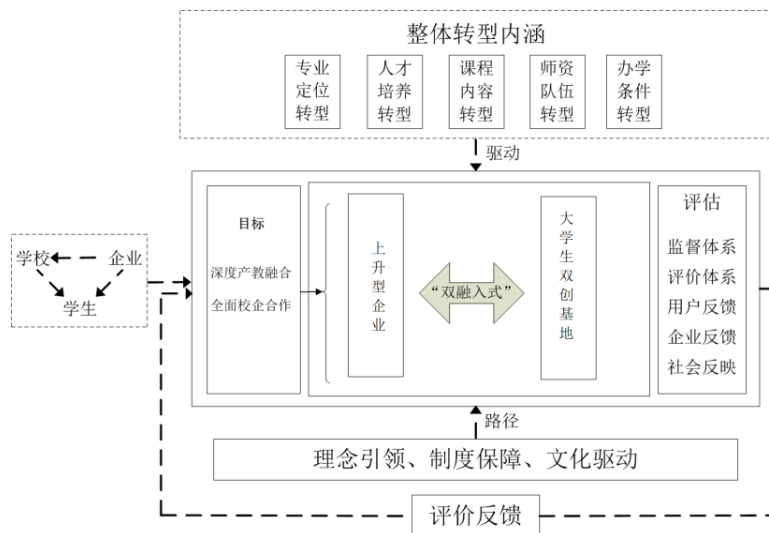 整体转型内涵
专业
定位
转型
人才
培养
转型
课程
内容
转型
师资
队伍
转型
办学
条件
转型
驱动
学校
企业
学生
目标
深度产教融合
全面校企合作
上升型企业
“双融入式”
大学生双创基地
评估
监督体系
评价体系
用户反馈
企业反馈
社会反映
路径
理念引领、制度保障、文化驱动
评价反馈